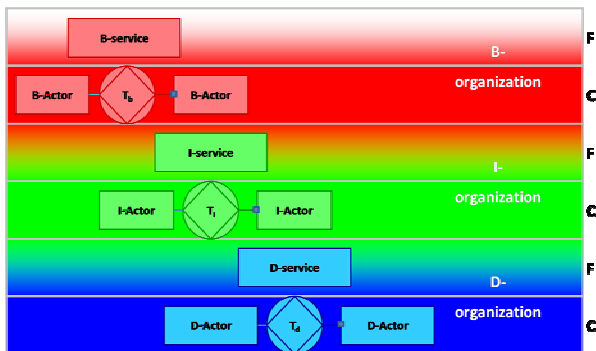 B-service
F
B-
organization
B-Actor Tb B-Actor
C
I-service
F
I-
organization
I-Actor Ti I-Actor
C
D-service
F
D-
organization
D-Actor Td D-Actor
C